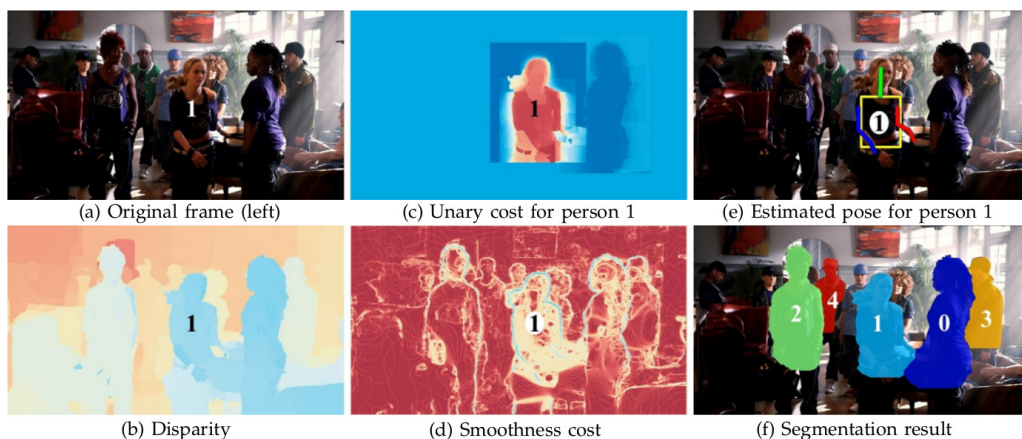 1
1
1
(a) Original frame (left)
(c) Unary cost for person 1
(e) Estimated pose for person 1
1
1
2
4
1
0
3
(b) Disparity
(d) Smoothness cost
(f) Segmentation result